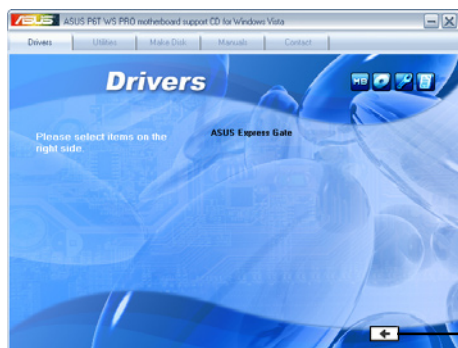 ASUS ASUS P6T WS PRO motherboard support CD for Windows Vista
Drivers Utilities Make Disk Manuals Contact
Drivers
Please select items on the
right side.
ASUS Express Gate